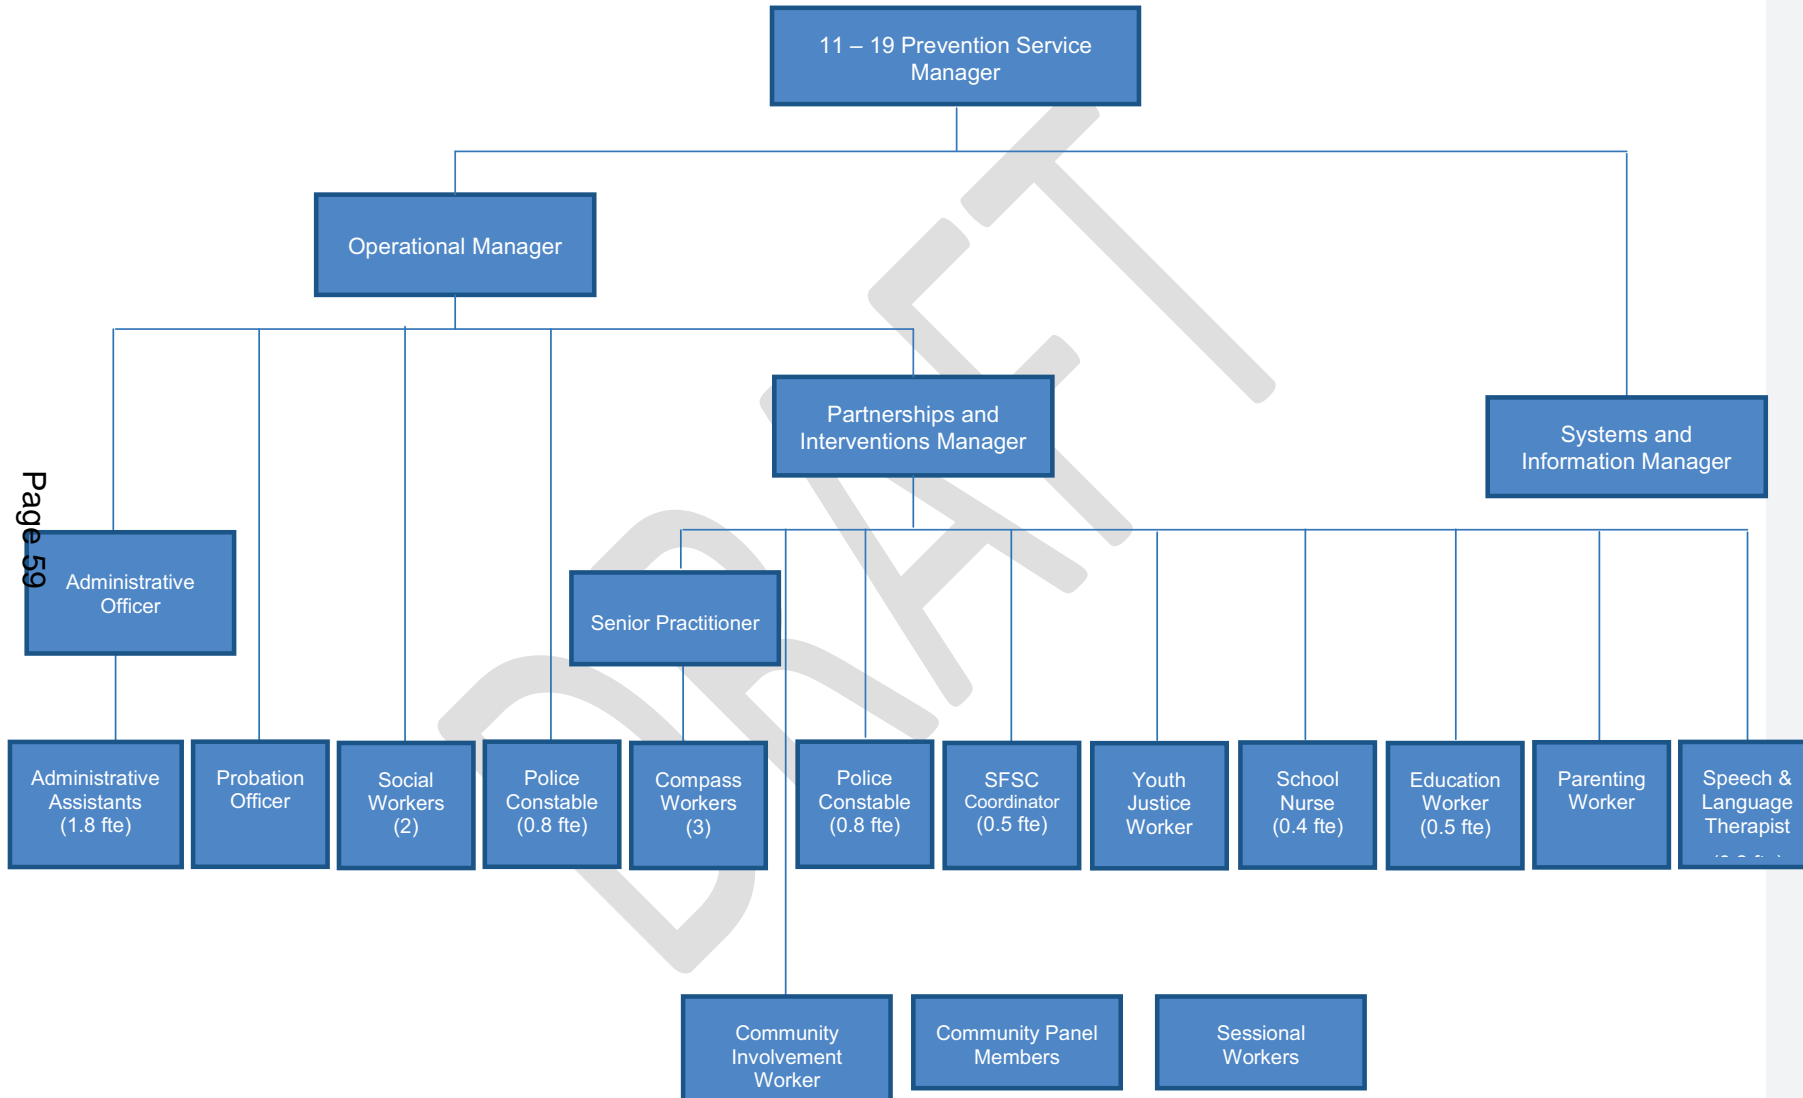 11 – 19 Prevention Service
Manager
Operational Manager
Partnerships and
Interventions Manager
Systems and
Information Manager
Page 59
Administrative
Officer
Senior Practitioner
Administrative
Assistants
(1.8 fte)
Probation
Officer
Social
Workers
(2)
Police
Constable
(0.8 fte)
Compass
Workers
(3)
Police
Constable
(0.8 fte)
SFSC
Coordinator
(0.5 fte)
Youth
Justice
Worker
School
Nurse
(0.4 fte)
Education
Worker
(0.5 fte)
Parenting
Worker
Speech &
Language
Therapist
Community
Involvement
Worker
Community Panel
Members
Sessional
Workers
DRAFT